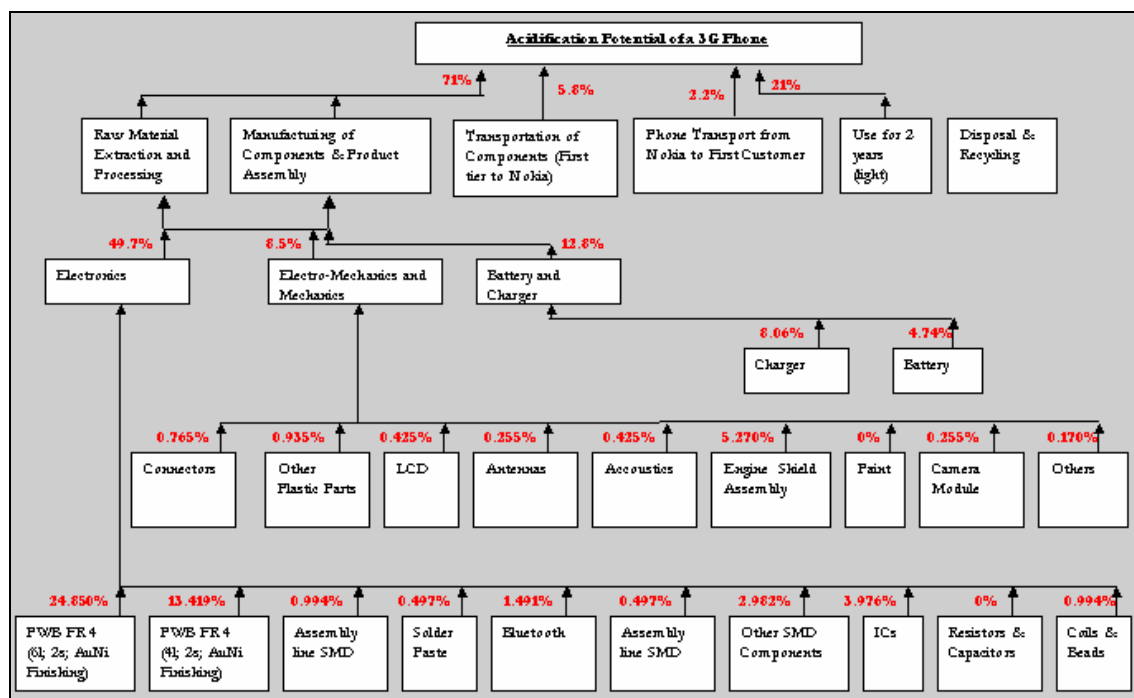 Acidification Potential of a 3G Phone
71%
5.8%
2.2%
21%
Raw Material
Extraction and
Processing
Manufacturing of
Components & Product
Assembly
Transportation of
Components (First
tier to Nokia)
Phone Transport from
Nokia to First Customer
Use for 2
years
(light)
Disposal &
Recycling
49.7%
8.5%
12.8%
Electronics
Electro-Mechanics and
Mechanics
Battery and
Charger
8.06%
4.74%
Charger
Battery
0.765%
0.935%
0.425%
0.255%
0.425%
5.270%
0%
0.255%
0.170%
Connectors
Other
Plastic Parts
LCD
Antennas
Accoustics
Engine Shield
Assembly
Paint
Camera
Module
Others
24.850%
13.419%
0.994%
0.497%
1.491%
0.497%
2.982%
3.976%
0%
0.994%
PWB FR4
(6l; 2s; AuNi
Finishing)
PWB FR4
(4l; 2s; AuNi
Finishing)
Assembly
line SMD
Solder
Paste
Bluetooth
Assembly
line SMD
Other SMD
Components
ICs
Resistors &
Capacitors
Coils &
Beads